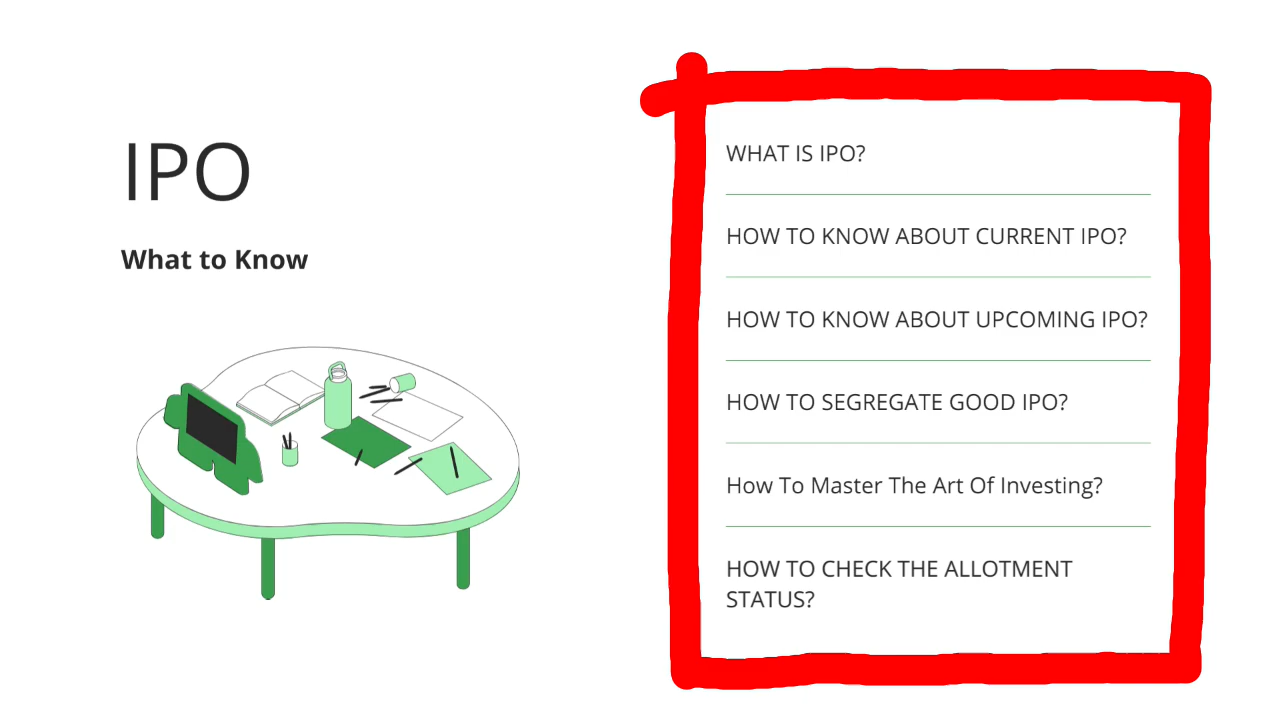 IPO
What to Know
WHAT IS IPO?
HOW TO KNOW ABOUT CURRENT IPO?
HOW TO KNOW ABOUT UPCOMING IPO?
HOW TO SEGREGATE GOOD IPO?
How To Master The Art Of Investing?
HOW TO CHECK THE ALLOTMENT
STATUS?